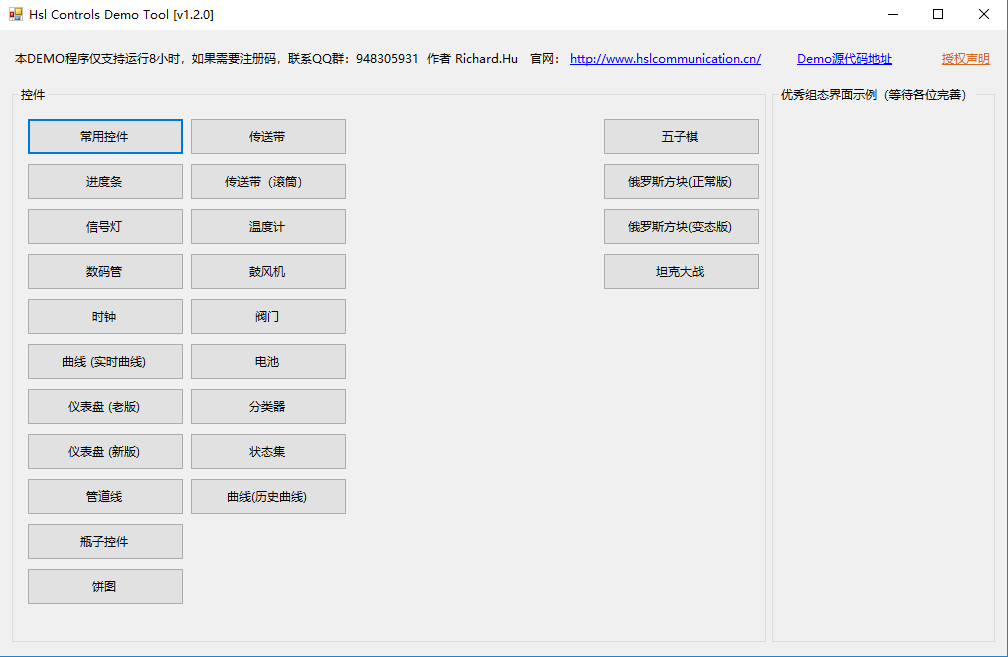 Hsl Controls Demo Tool [v1.2.0]
本DEMO程序仅支持运行8小时，如果需要注册码，联系QQ群：948305931 作者 Richard.Hu 官网： http://www.hslcommunication.cn/ Demo源代码地址 授权声明
控件
常用控件
进度条
信号灯
数码管
时钟
曲线 (实时曲线)
仪表盘 (老版)
仪表盘 (新版)
管道线
瓶子控件
饼图
传送带
传送带（滚筒）
温度计
鼓风机
阀门
电池
分类器
状态集
曲线(历史曲线)
五子棋
俄罗斯方块(正常版)
俄罗斯方块(变态版)
坦克大战
优秀组态界面示例（等待各位完善）